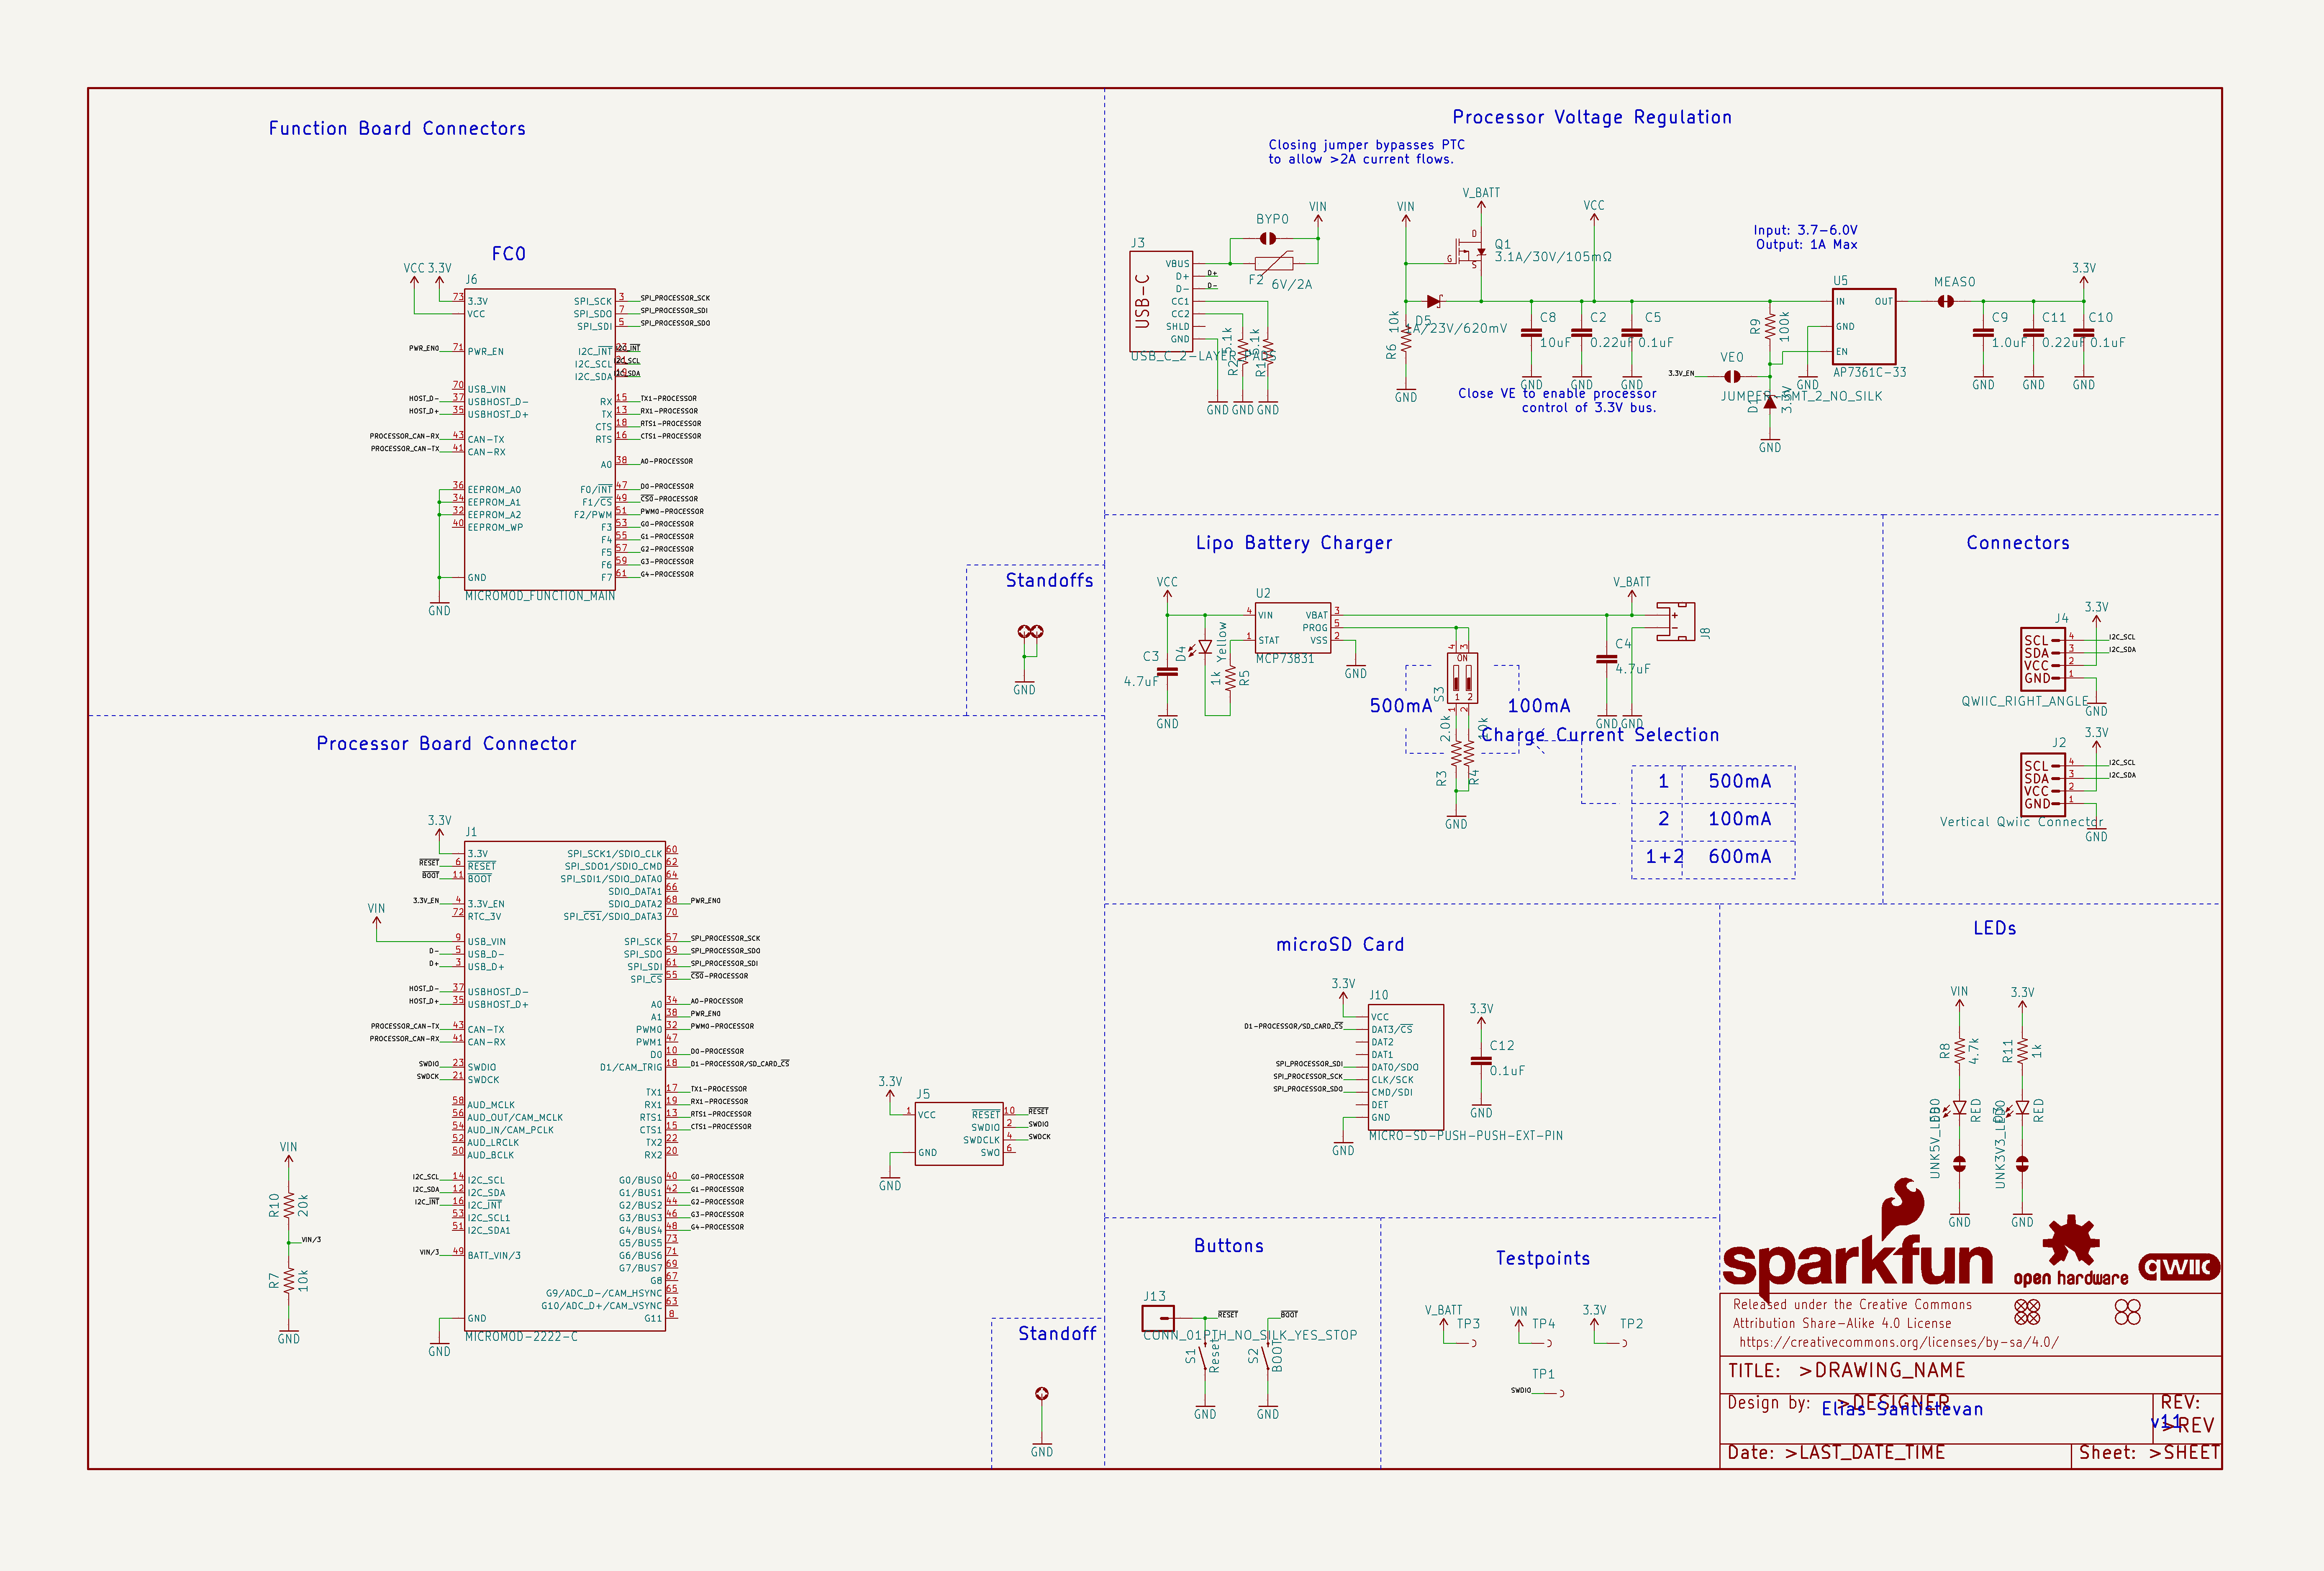 Function Board Connectors
FC0
VCC 3.3V
J6
73 3.3V
VCC
71 PWR_EN
PWR_EN0
70 USB_VIN
HOST_D- 37 USBHOST_D-
HOST_D+ 35 USBHOST_D+
PROCESSOR_CAN-RX 43 CAN-TX
PROCESSOR_CAN-TX 41 CAN-RX
36 EEPROM_A0
34 EEPROM_A1
32 EEPROM_A2
40 EEPROM_WP
GND
GND
SPI_SCK 3 SPI_PROCESSOR_SCK
SPI_SDO 7 SPI_PROCESSOR_SDI
SPI_SDI 5 SPI_PROCESSOR_SDO
I2C_INT I2C_INT
I2C_SCL I2C_SCL
I2C_SDA I2C_SDA
RX 15 TX1-PROCESSOR
TX 13 RX1-PROCESSOR
CTS 18 RTS1-PROCESSOR
RTS 16 CTS1-PROCESSOR
A0 38 A0-PROCESSOR
F0/INT 47 D0-PROCESSOR
F1/CS 49 CS0-PROCESSOR
F2/PWM 51 PWM0-PROCESSOR
F3 53 G0-PROCESSOR
F4 55 G1-PROCESSOR
F5 57 G2-PROCESSOR
F6 59 G3-PROCESSOR
F7 61 G4-PROCESSOR
MICROMOD_FUNCTION_MAIN
Standoffs
GND
Processor Voltage Regulation
Closing jumper bypasses PTC
to allow >2A current flows.
J3
USB-C
VBUS
D+ D+
D- D-
CC1
CC2
SHLD
GND
USB_C_2-LAYER_PADS
BYP0
VIN
F2 6V/2A
5.1k
5.1k
GND GND GND
VIN
V_BATT
D
G
S
Q1
3.1A/30V/105mΩ
VCC
D5
1A/23V/620mV
R6 10k
GND
C8
10uF
C2
0.22uF
C5
0.1uF
GND GND GND
Close VE to enable processor
control of 3.3V bus.
Input: 3.7-6.0V
Output: 1A Max
R9 100k
VE0
3.3V_EN
JUMPER-SMT_2_NO_SILK
GND
GND
U5
IN
OUT
GND
EN
AP7361C-33
MEAS0
3.3V
C9
1.0uF
C11
0.22uF
C10
0.1uF
GND GND GND
Lipo Battery Charger
VCC
C3
4.7uF
GND
D4 Yellow
1k R5
U2
4 VIN VBAT 3
PROG 5
1 STAT VSS 2
MCP73831
GND
V_BATT
C4
4.7uF
GND GND
+
-
J8
4 3
ON
1 2
1 2
S3
500mA
100mA
2.0k 10k
R3 R4
GND
Charge Current Selection
1 500mA
2 100mA
1+2 600mA
Connectors
3.3V
J4
SCL 4 I2C_SCL
SDA 3 I2C_SDA
VCC 2
GND 1
QWIIC_RIGHT_ANGLE
GND
3.3V
J2
SCL 4 I2C_SCL
SDA 3 I2C_SDA
VCC 2
GND 1
Vertical Qwiic Connector
GND
Processor Board Connector
3.3V
J1
3.3V
RESET 6 RESET
BOOT 11 BOOT
3.3V_EN 4 3.3V_EN
72 RTC_3V
VIN
9 USB_VIN
D- 5 USB_D-
D+ 3 USB_D+
HOST_D- 37 USBHOST_D-
HOST_D+ 35 USBHOST_D+
PROCESSOR_CAN-TX 43 CAN-TX
PROCESSOR_CAN-RX 41 CAN-RX
SWDIO 23 SWDIO
SWDCK 21 SWDCK
58 AUD_MCLK
56 AUD_OUT/CAM_MCLK
54 AUD_IN/CAM_PCLK
52 AUD_LRCLK
50 AUD_BCLK
I2C_SCL 14 I2C_SCL
I2C_SDA 12 I2C_SDA
I2C_INT 16 I2C_INT
53 I2C_SCL1
51 I2C_SDA1
VIN/3 49 BATT_VIN/3
GND
GND
SPI_SCK1/SDIO_CLK 60
SPI_SDO1/SDIO_CMD 62
SPI_SDI1/SDIO_DATA0 64
SDIO_DATA1 66
SDIO_DATA2 68 PWR_EN0
SPI_CS1/SDIO_DATA3 70
SPI_SCK 57 SPI_PROCESSOR_SCK
SPI_SDO 59 SPI_PROCESSOR_SDO
SPI_SDI 61 SPI_PROCESSOR_SDI
SPI_CS 55 CS0-PROCESSOR
A0 34 A0-PROCESSOR
A1 38 PWR_EN0
PWM0 32 PWM0-PROCESSOR
PWM1 47
D0 10 D0-PROCESSOR
D1/CAM_TRIG 18 D1-PROCESSOR/SD_CARD_CS
TX1 17 TX1-PROCESSOR
RX1 19 RX1-PROCESSOR
RTS1 13 RTS1-PROCESSOR
CTS1 15 CTS1-PROCESSOR
TX2 22
RX2 20
G0/BUS0 40 G0-PROCESSOR
G1/BUS1 42 G1-PROCESSOR
G2/BUS2 44 G2-PROCESSOR
G3/BUS3 46 G3-PROCESSOR
G4/BUS4 48 G4-PROCESSOR
G5/BUS5 73
G6/BUS6 71
G7/BUS7 69
G8 67
G9/ADC_D-/CAM_HSYNC 65
G10/ADC_D+/CAM_VSYNC 63
G11 8
MICROMOD-2222-C
VIN
R10 20k
VIN/3
R7 10k
GND
3.3V
J5
1 VCC RESET 10 RESET
SWDIO 2 SWDIO
SWDCLK 4 SWDCK
GND SWO 6
GND
Standoff
GND
microSD Card
3.3V
J10
VCC
D1-PROCESSOR/SD_CARD_CS DAT3/CS
DAT2
DAT1
SPI_PROCESSOR_SDI DAT0/SDO
SPI_PROCESSOR_SCK CLK/SCK
SPI_PROCESSOR_SDO CMD/SDI
DET
GND
MICRO-SD-PUSH-PUSH-EXT-PIN
GND
3.3V
C12
0.1uF
GND
LEDs
VIN
R8 4.7k
RED
GND
3.3V
R11 1k
RED
GND
Buttons
J13
RESET
CONN_01PTH_NO_SILK_YES_STOP
S1 Reset
GND
BOOT
S2 BOOT
GND
Testpoints
V_BATT
TP3
VIN
TP4
3.3V
TP2
TP1
SWDIO
sparkfun
open hardware
qwiic
Released under the Creative Commons
Attribution Share-Alike 4.0 License
https://creativecommons.org/licenses/by-sa/4.0/
TITLE: >DRAWING_NAME
Design by: >DESIGNER
Elias Santistevan
REV:
v11
>REV
Date: >LAST_DATE_TIME
Sheet: >SHEET